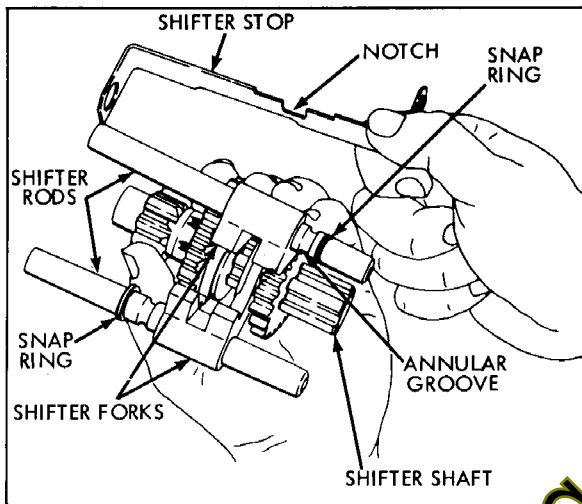 SHIFTER STOP
NOTCH
SNAP
RING
SHIFTER
RODS
SNAP
RING
SHIFTER FORKS
ANNULAR
GROOVE
SHIFTER SHAFT